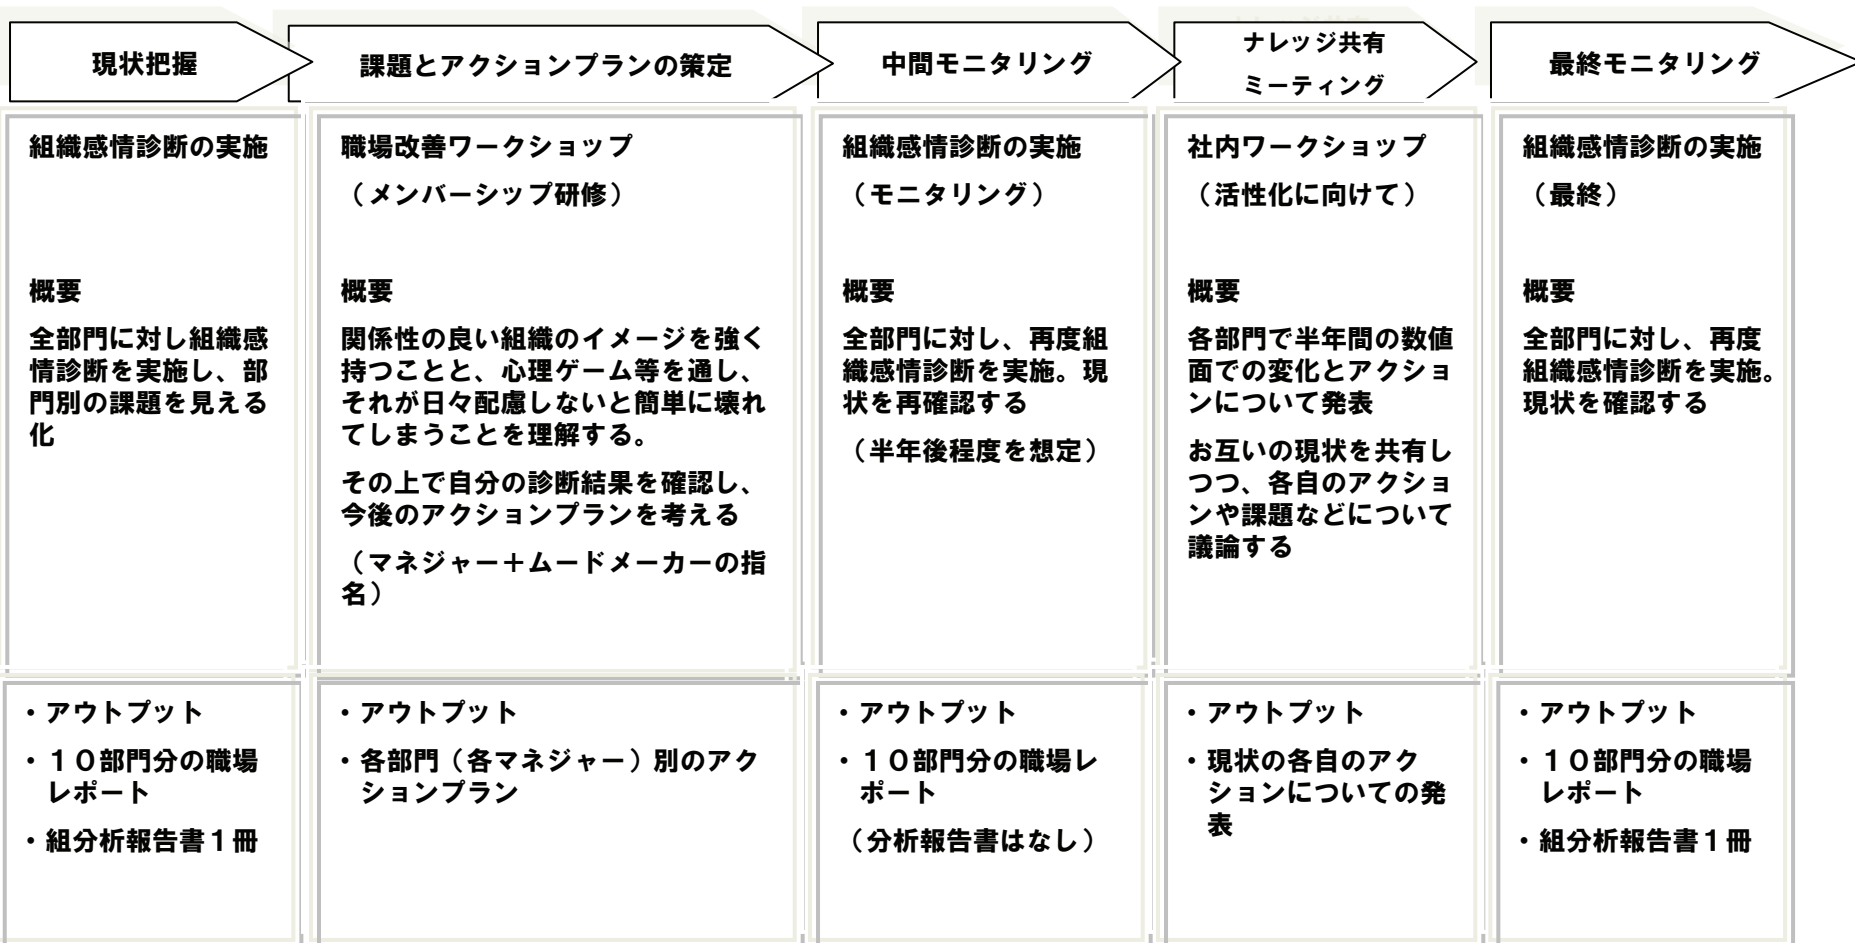 現状把握
課題とアクションプランの策定
中間モニタリング
ナレッジ共有
ミーティング
最終モニタリング
組織感情診断の実施
概要
全部門に対し組織感
情診断を実施し、部
門別の課題を見える
化
職場改善ワークショップ
（メンバーシップ研修）
概要
関係性の良い組織のイメージを強く
持つことと、心理ゲーム等を通し、
それが日々配慮しないと簡単に壊れ
てしまうことを理解する。
その上で自分の診断結果を確認し、
今後のアクションプランを考える
（マネジャー＋ムードメーカーの指
名）
組織感情診断の実施
（モニタリング）
概要
全部門に対し、再度組
織感情診断を実施。現
状を再確認する
（半年後程度を想定）
社内ワークショップ
（活性化に向けて）
概要
各部門で半年間の数値
面での変化とアクショ
ンについて発表
お互いの現状を共有し
つつ、各自のアクショ
ンや課題などについて
議論する
組織感情診断の実施
（最終）
概要
全部門に対し、再度
組織感情診断を実施。
現状を確認する
・アウトプット
・１０部門分の職場
レポート
・組分析報告書１冊
・アウトプット
・各部門（各マネジャー）別のアク
ションプラン
・アウトプット
・１０部門分の職場レ
ポート
（分析報告書はなし）
・アウトプット
・現状の各自のアク
ションについての発
表
・アウトプット
・１０部門分の職場
レポート
・組分析報告書１冊